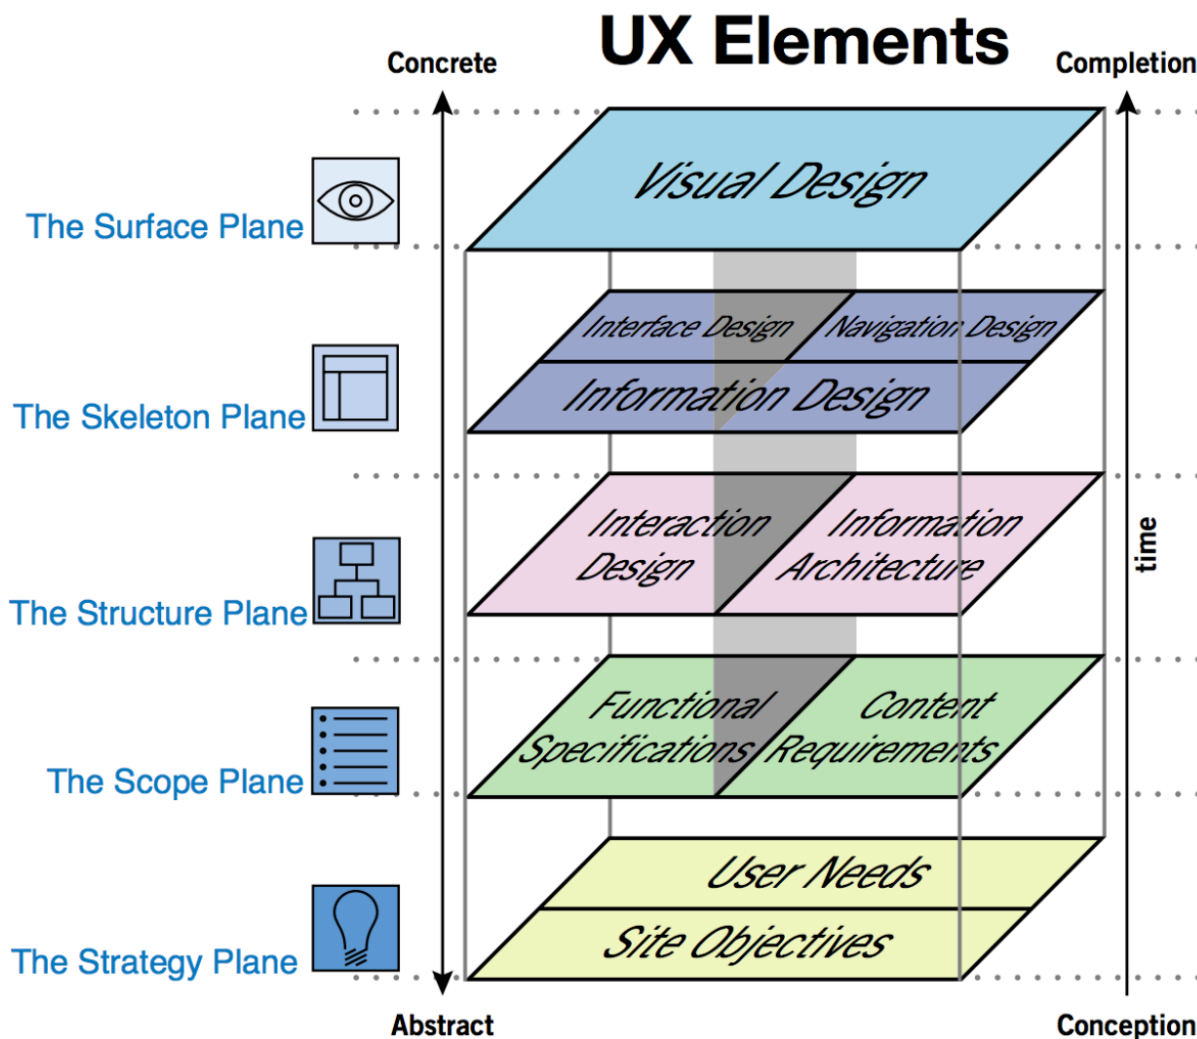 UX Elements
Concrete
Completion
Visual Design
The Surface Plane
Interface Design
Navigation Design
Information Design
The Skeleton Plane
Interaction
Design
Information
Architecture
time
The Structure Plane
Functional
Specifications
Content
Requirements
The Scope Plane
User Needs
Site Objectives
The Strategy Plane
Abstract
Conception